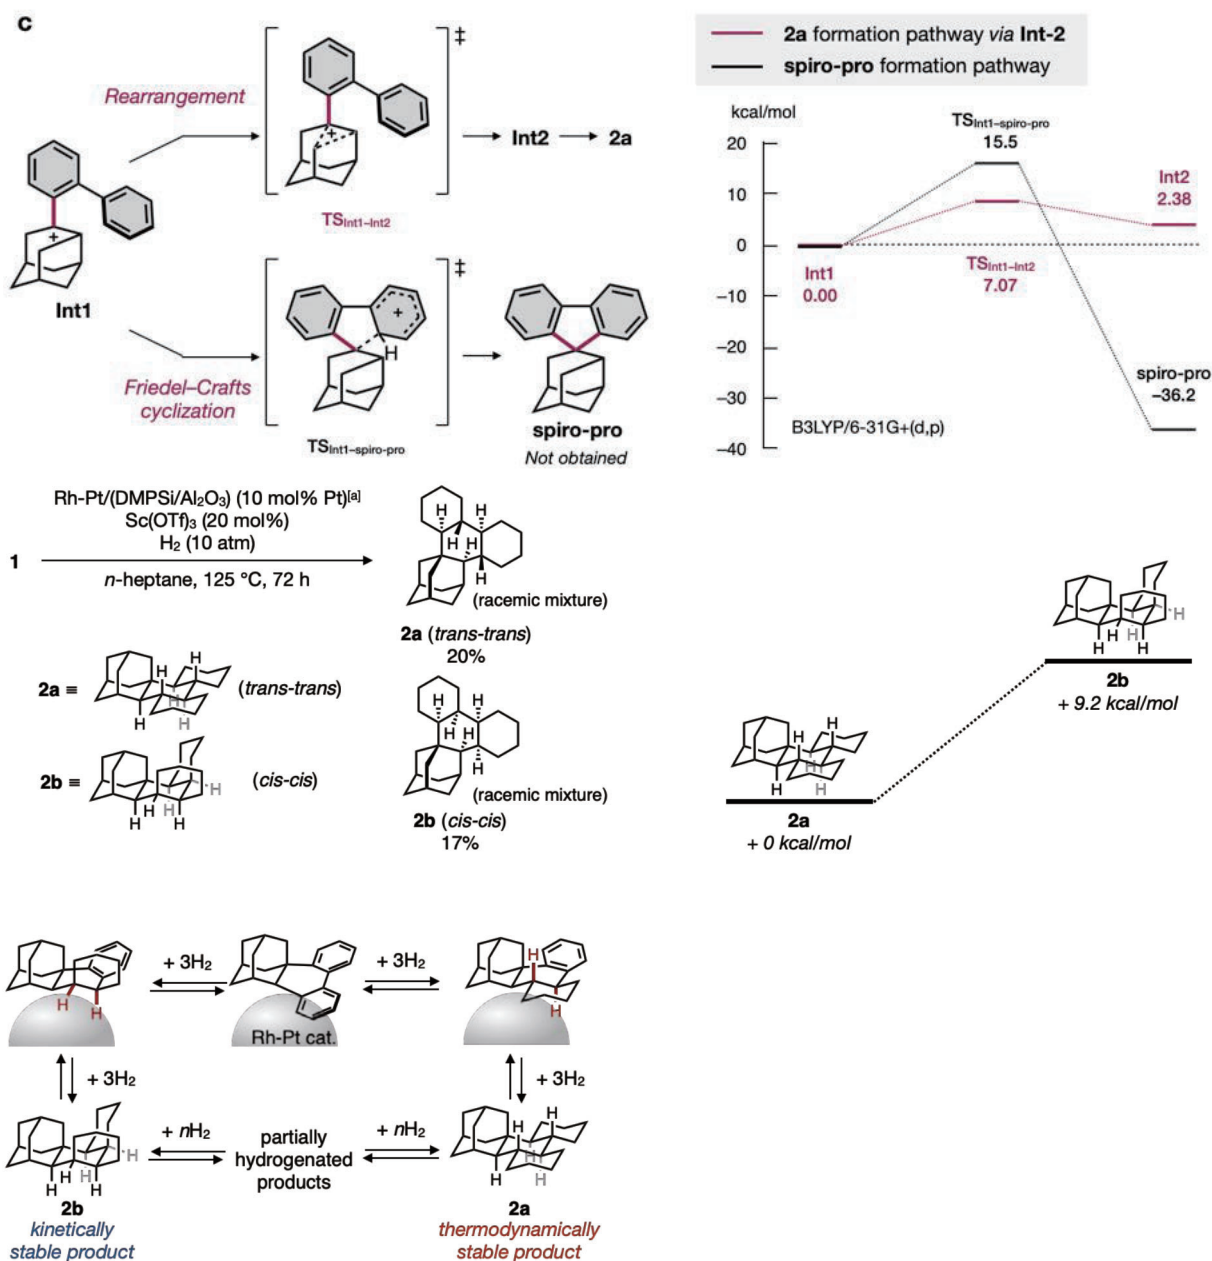 c
Rearrangement
+
‡
+
Int2
2a
TSInt1–Int2
Int1
+
H
‡
TSInt1–spiro-pro
Friedel–Crafts
cyclization
spiro-pro
Not obtained
2a formation pathway via Int-2
spiro-pro formation pathway
kcal/mol
20
10
0
–10
–20
–30
–40
TSInt1–spiro-pro
15.5
Int2
2.38
Int1
0.00
TSInt1–Int2
7.07
spiro-pro
–36.2
B3LYP/6-31G+(d,p)
1
Rh-Pt/(DMPSi/Al₂O₃) (10 mol% Pt)[a]
Sc(OTf)₃ (20 mol%)
H₂ (10 atm)
n-heptane, 125 °C, 72 h
H
H
H
H
H
(racemic mixture)
2a (trans-trans)
20%
2a ≡
H
H
H
H
H
(trans-trans)
2b ≡
H
H
H
H
H
(cis-cis)
H
H
H
H
H
(racemic mixture)
2b (cis-cis)
17%
H
H
H
H
H
2a
+ 0 kcal/mol
H
H
H
H
H
2b
+ 9.2 kcal/mol
H
H
+ 3H₂
Rh-Pt cat.
+ 3H₂
H
H
+ 3H₂
+ 3H₂
H
H
H
H
H
2b
kinetically
stable product
+ nH₂
partially
hydrogenated
products
+ nH₂
H
H
H
H
H
2a
thermodynamically
stable product